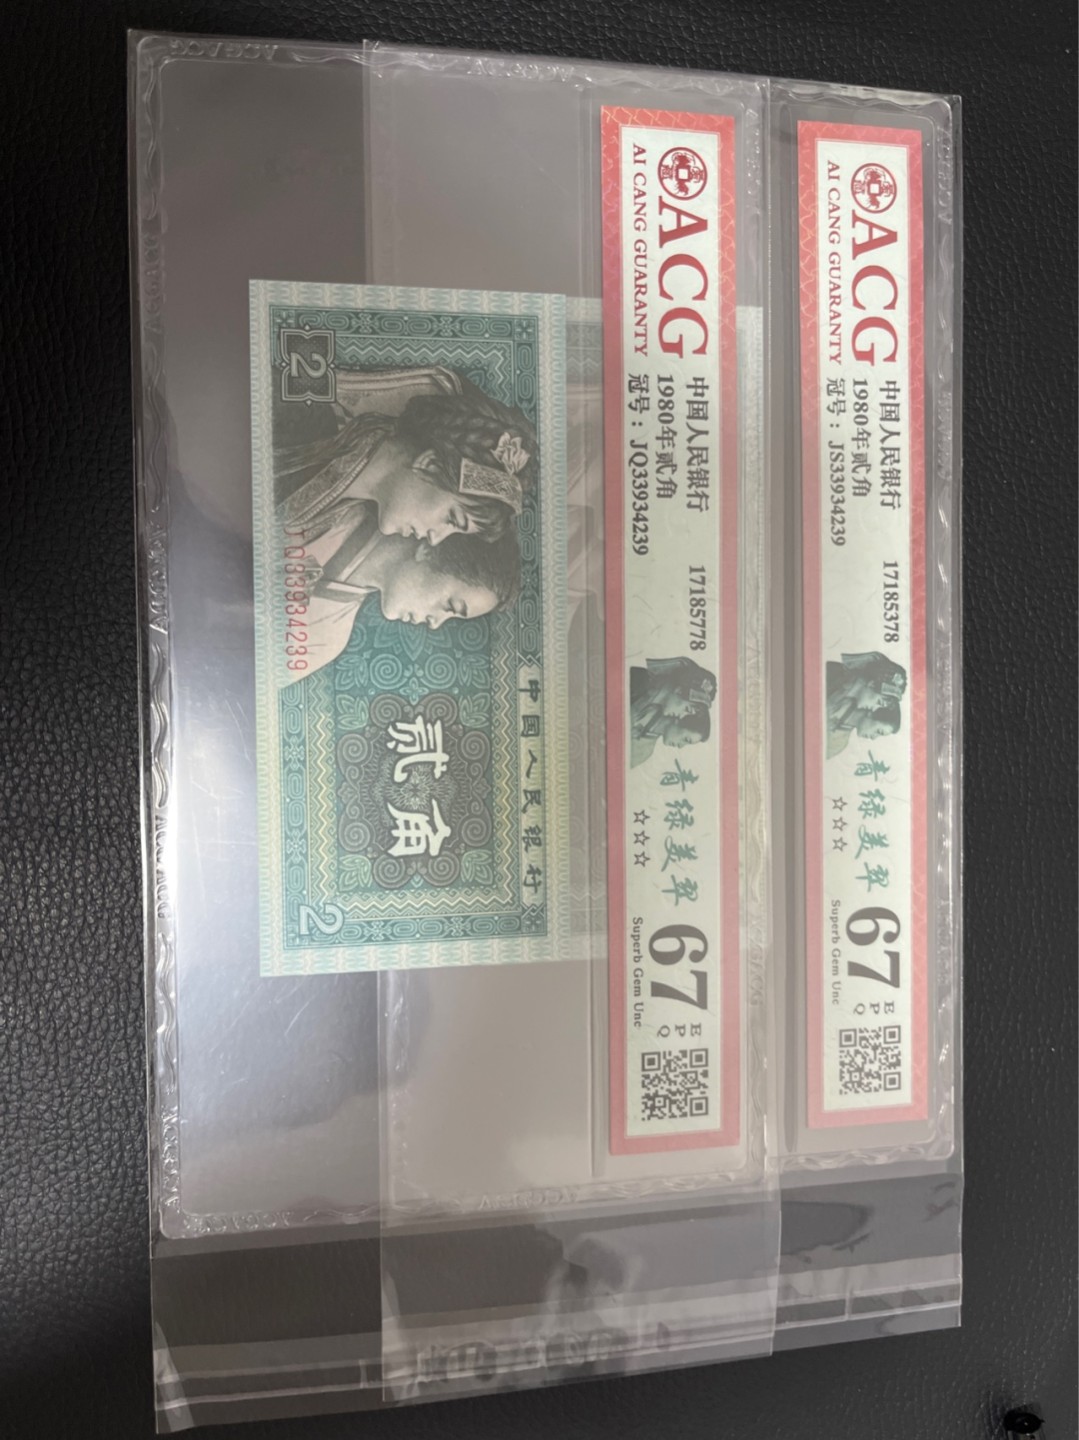 ACG
AI CANG GUARANTY
中国人民银行
1980年贰角
冠号：JS33934239
17185378
青绿美翠
☆☆☆
67
EPQ
Superb Gem Unc
ACG
AI CANG GUARANTY
中国人民银行
1980年贰角
冠号：JQ33934239
17185778
青绿美翠
☆☆☆
67
EPQ
Superb Gem Unc
中国人民银行
贰角
2
2
JQ33934239